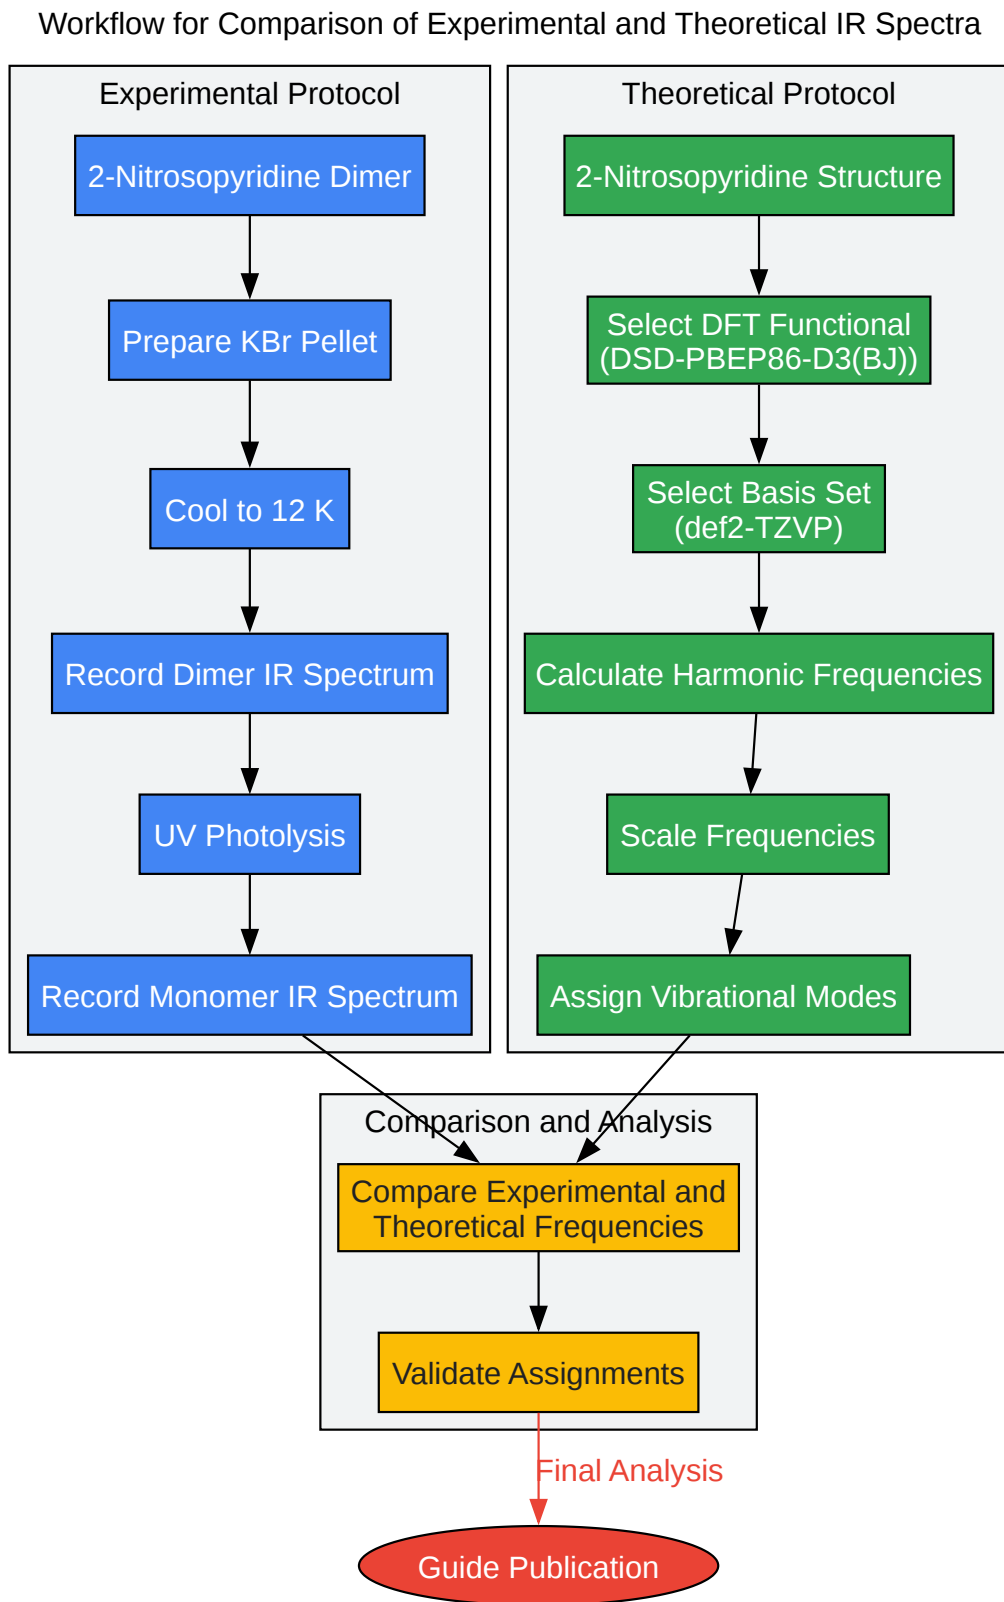 Workflow for Comparison of Experimental and Theoretical IR Spectra
Experimental Protocol
2-Nitrosopyridine Dimer
Prepare KBr Pellet
Cool to 12 K
Record Dimer IR Spectrum
UV Photolysis
Record Monomer IR Spectrum
Theoretical Protocol
2-Nitrosopyridine Structure
Select DFT Functional
(DSD-PBEP86-D3(BJ))
Select Basis Set
(def2-TZVP)
Calculate Harmonic Frequencies
Scale Frequencies
Assign Vibrational Modes
Comparison and Analysis
Compare Experimental and
Theoretical Frequencies
Validate Assignments
Final Analysis
Guide Publication